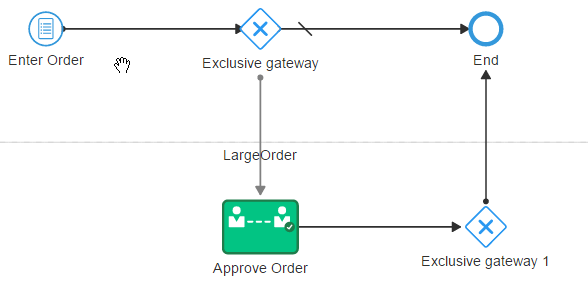 Enter Order
Exclusive gateway
End
LargeOrder
Approve Order
Exclusive gateway 1